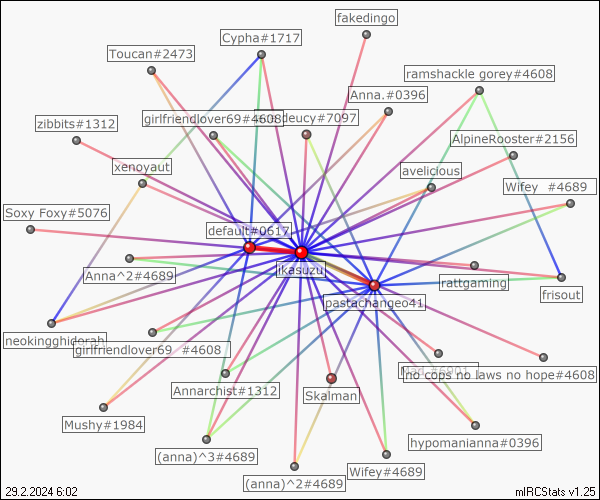 fakedingo
Cypha#1717
Toucan#2473
ramshackle gorey#4608
Anna.#0396
girlfriendlover69#4608
deucy#7097
zibbits#1312
AlpineRooster#2156
xenoyaut
avelicious
Wifey #4689
Soxy Foxy#5076
default#0617
ikasuzu
Anna^2#4689
rattgaming
frisout
pastachangeo41
neokingghidorah
girlfriendlover69 #4608
no cops no laws no hope#4608
Annarchist#1312
Skalman
Mushy#1984
hypomanianna#0396
(anna)^3#4689
Wifey#4689
(anna)^2#4689
29.2.2024 6:02
mIRCStats v1.25